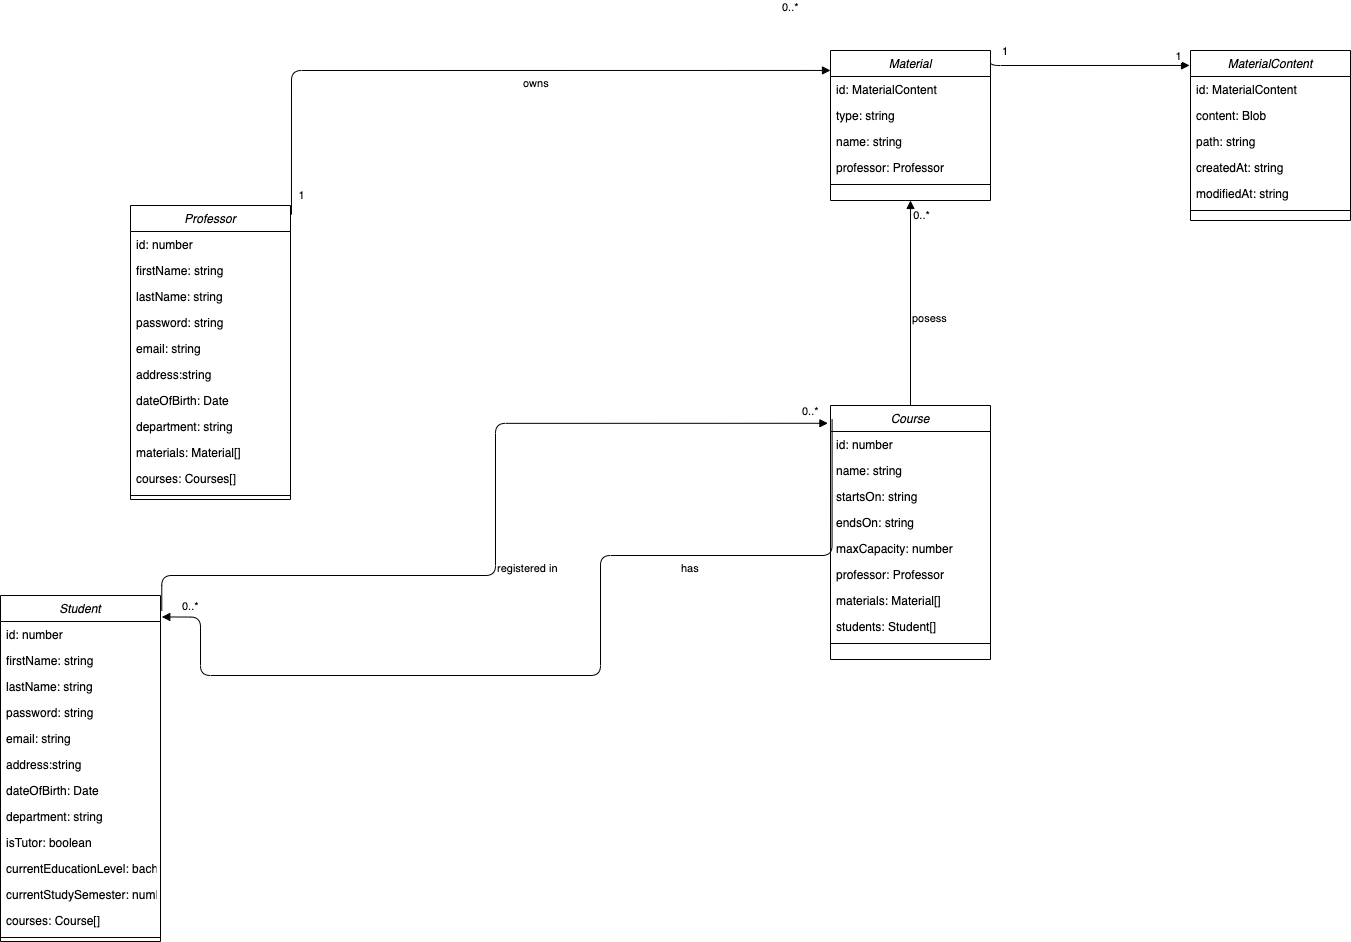 0..*
Material
id: MaterialContent
type: string
name: string
professor: Professor
1
1
MaterialContent
id: MaterialContent
content: Blob
path: string
createdAt: string
modifiedAt: string
owns
1
Professor
id: number
firstName: string
lastName: string
password: string
email: string
address:string
dateOfBirth: Date
department: string
materials: Material[]
courses: Courses[]
0..*
posess
0..*
Course
id: number
name: string
startsOn: string
endsOn: string
maxCapacity: number
professor: Professor
materials: Material[]
students: Student[]
registered in
has
0..*
Student
id: number
firstName: string
lastName: string
password: string
email: string
address:string
dateOfBirth: Date
department: string
isTutor: boolean
currentEducationLevel: bach
currentStudySemester: num
courses: Course[]